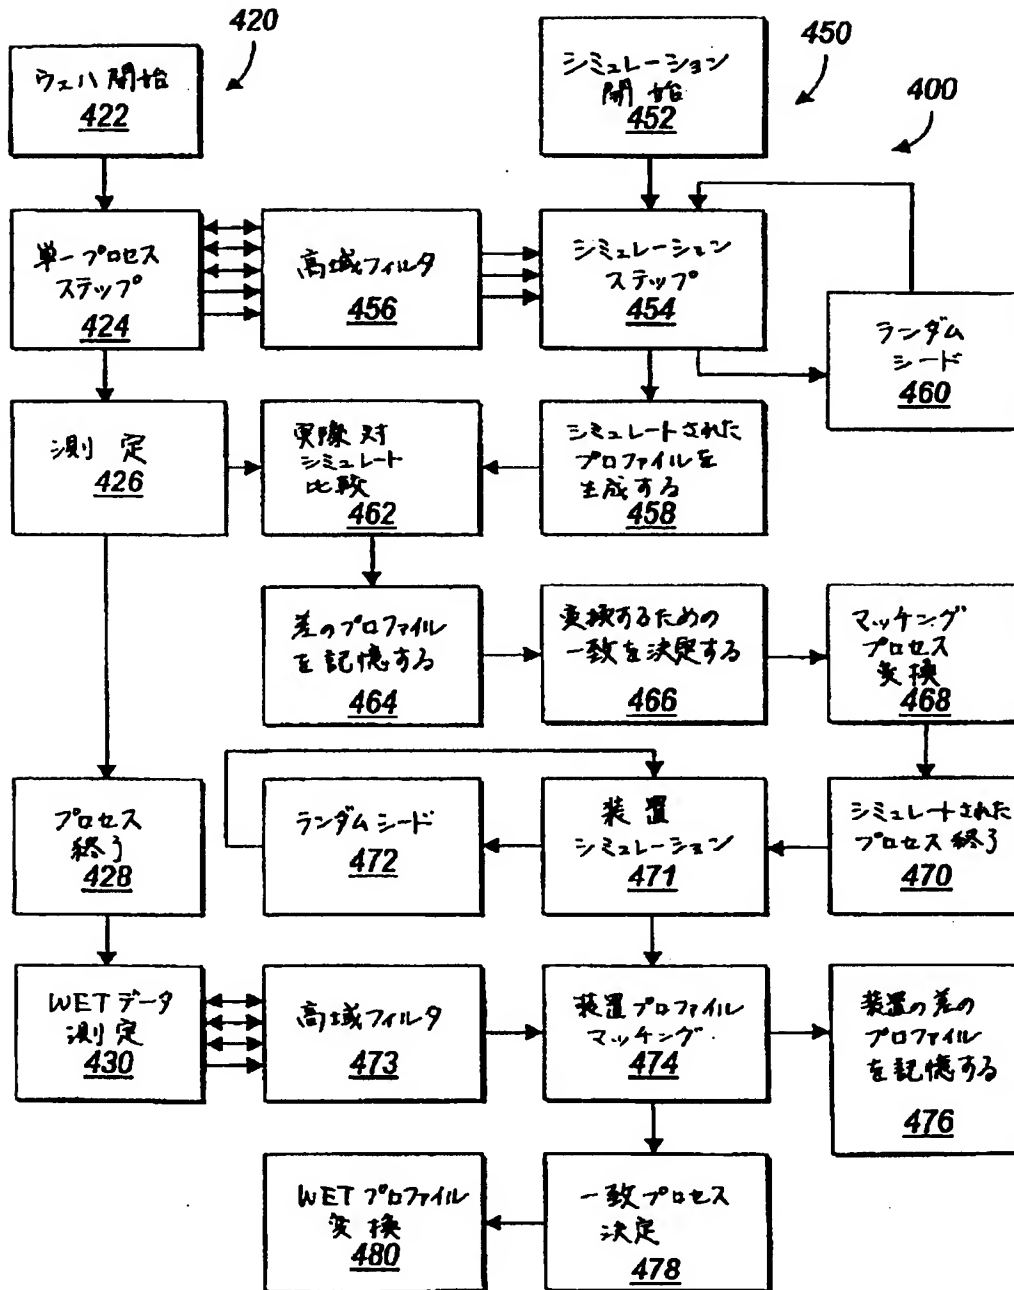 420
450
400
ウェハ開始
422
シミュレーション
開始
452
単一プロセス
ステップ
424
高域フィルタ
456
シミュレーション
ステップ
454
ランダム
シード
460
測定
426
実際対
シミュレート
比較
462
シミュレートされた
プロファイルを
生成する
458
差のプロファイル
を記憶する
464
変換するための
一致を決定する
466
マッチング
プロセス
変換
468
プロセス
終了
428
ランダムシード
472
装置
シミュレーション
471
シミュレートされた
プロセス終了
470
WETデータ
測定
430
高域フィルタ
473
装置プロファイル
マッチング
474
装置の差の
プロファイル
を記憶する
476
WETプロファイル
変換
480
一致プロセス
決定
478